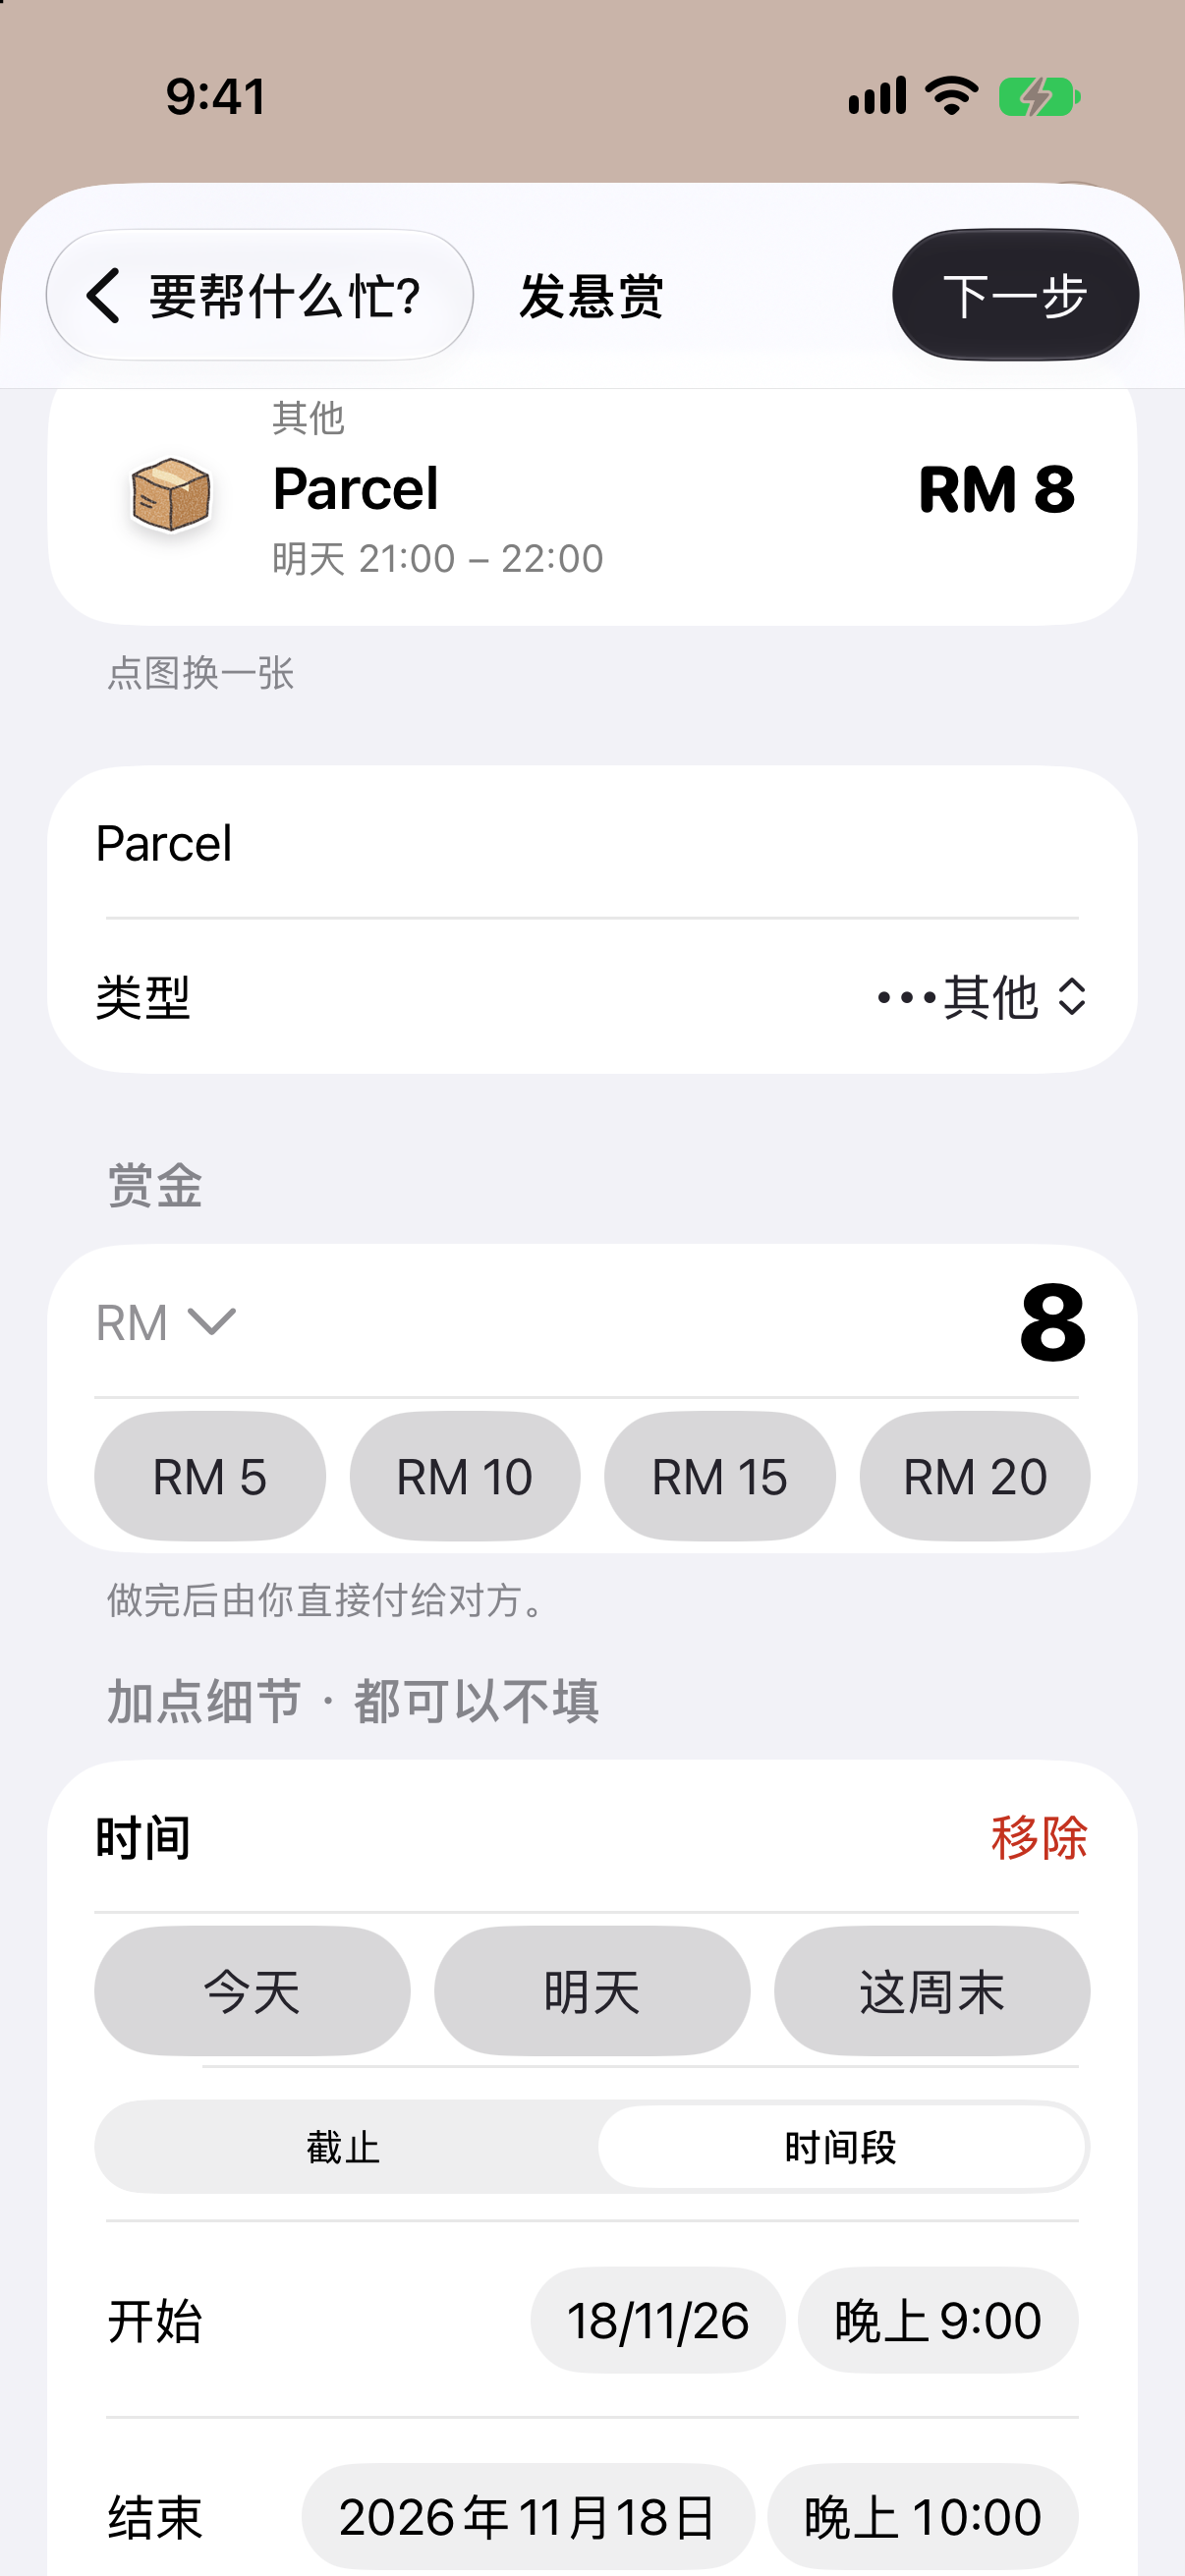 9:41
要帮什么忙?
发悬赏
下一步
其他
Parcel
RM 8
明天 21:00 – 22:00
点图换一张
Parcel
类型
•••其他
赏金
RM
8
RM 5
RM 10
RM 15
RM 20
做完后由你直接付给对方。
加点细节 · 都可以不填
时间
移除
今天
明天
这周末
截止
时间段
开始
18/11/26
晚上 9:00
结束
2026年11月18日
晚上 10:00